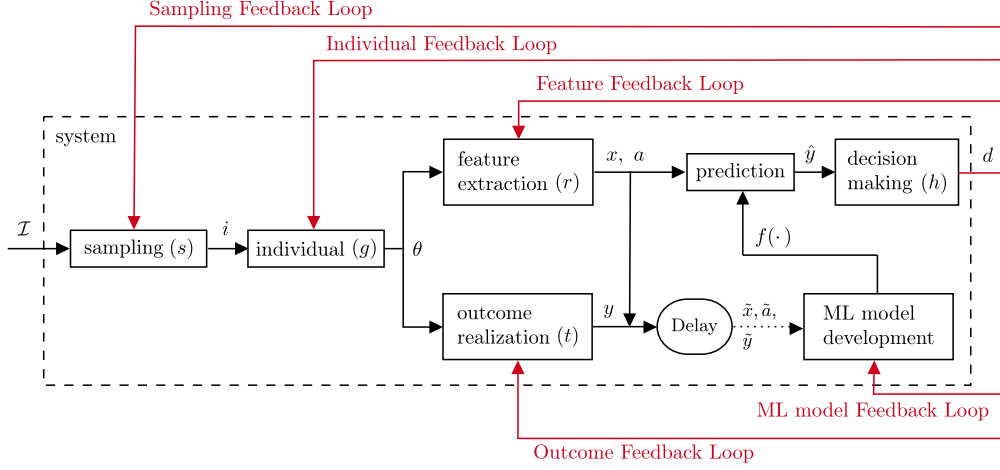 Sampling Feedback Loop
Individual Feedback Loop
Feature Feedback Loop
system
feature
extraction (r)
x, a
prediction
ŷ
decision
making (h)
d
ℐ
sampling (s)
i
individual (g)
θ
f(·)
outcome
realization (t)
y
Delay
x̃, ã,
ỹ
ML model
development
ML model Feedback Loop
Outcome Feedback Loop